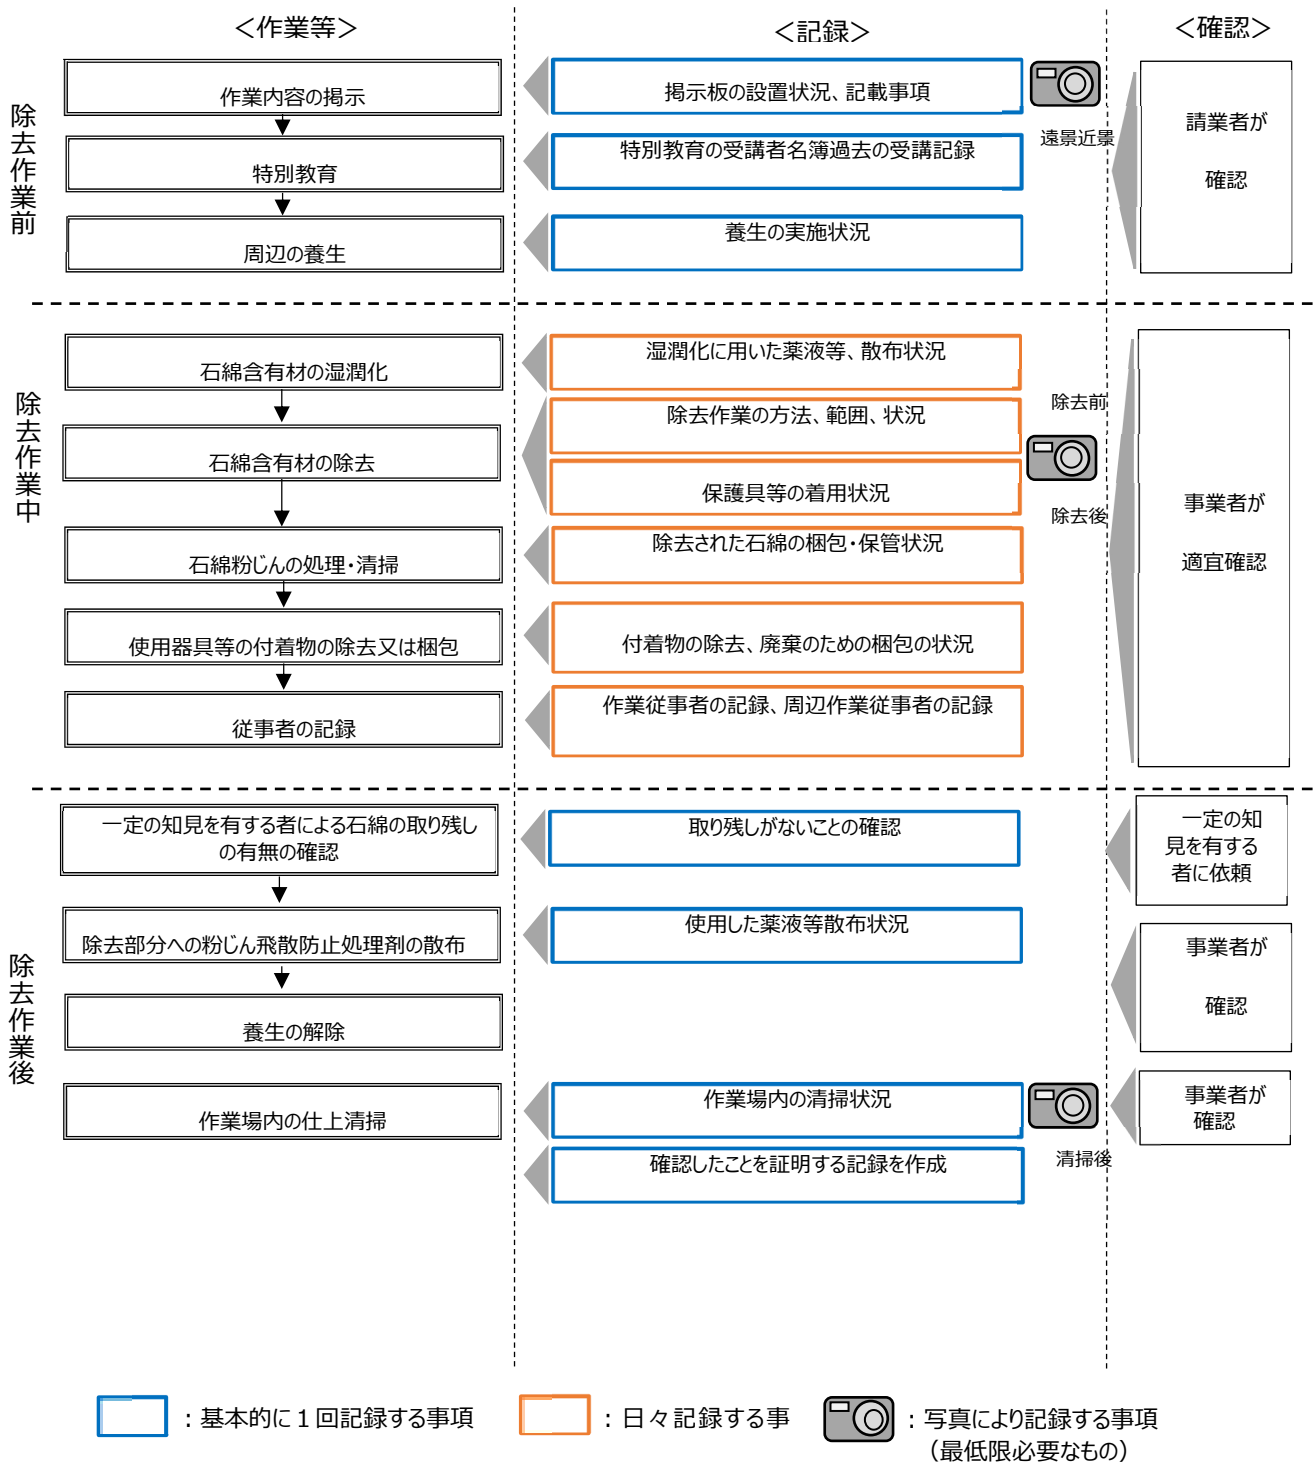 ＜作業等＞
＜記録＞
＜確認＞
除去作業前
作業内容の掲示
掲示板の設置状況、記載事項
遠景近景
請業者が
確認
特別教育
特別教育の受講者名簿過去の受講記録
周辺の養生
養生の実施状況
除去作業中
石綿含有材の湿潤化
湿潤化に用いた薬液等、散布状況
石綿含有材の除去
除去作業の方法、範囲、状況
保護具等の着用状況
除去前
除去後
事業者が
適宜確認
石綿粉じんの処理・清掃
除去された石綿の梱包・保管状況
使用器具等の付着物の除去又は梱包
付着物の除去、廃棄のための梱包の状況
従事者の記録
作業従事者の記録、周辺作業従事者の記録
除去作業後
一定の知見を有する者による石綿の取り残し
の有無の確認
取り残しがないことの確認
一定の知
見を有する
者に依頼
除去部分への粉じん飛散防止処理剤の散布
使用した薬液等散布状況
事業者が
確認
養生の解除
作業場内の仕上清掃
作業場内の清掃状況
清掃後
事業者が
確認
確認したことを証明する記録を作成
：基本的に１回記録する事項
：日々記録する事
：写真により記録する事項
（最低限必要なもの）